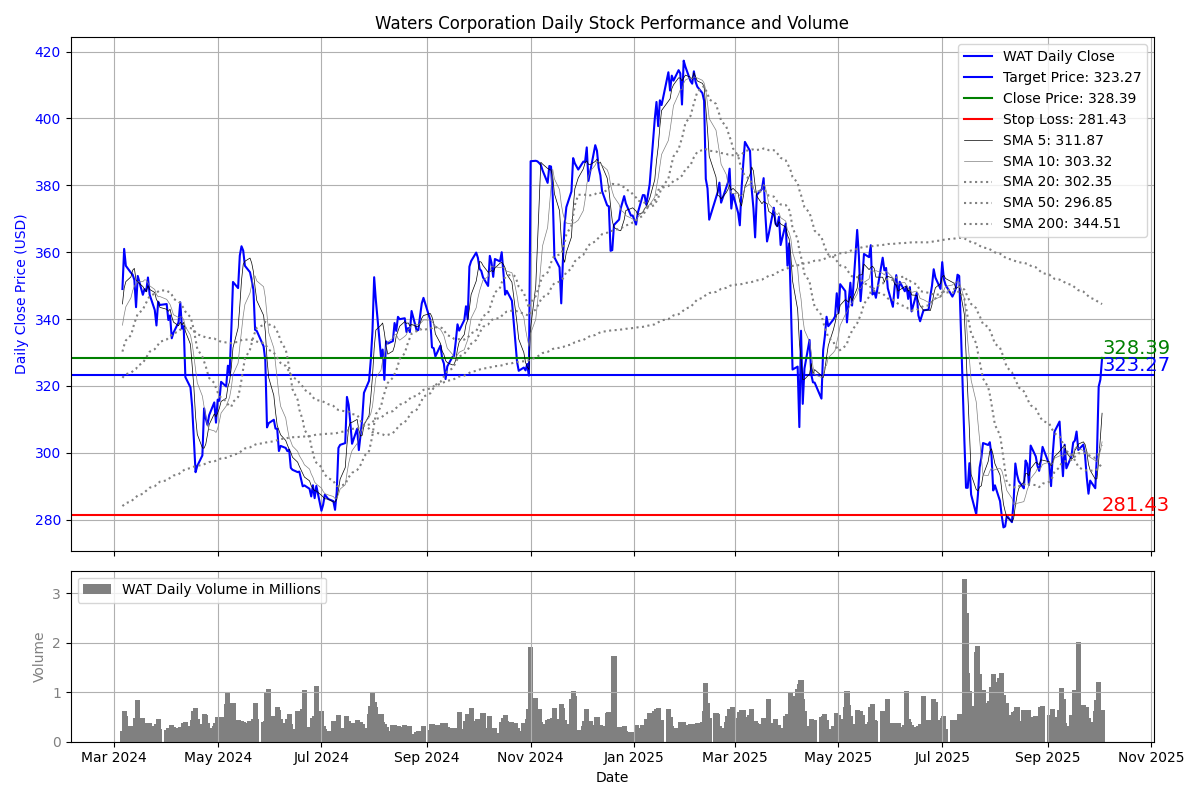 Waters Corporation Daily Stock Performance and Volume
Daily Close Price (USD)
420
400
380
360
340
320
300
280
WAT Daily Close
Target Price: 323.27
Close Price: 328.39
Stop Loss: 281.43
SMA 5: 311.87
SMA 10: 303.32
SMA 20: 302.35
SMA 50: 296.85
SMA 200: 344.51
328.39
323.27
281.43
Volume
3
2
1
0
WAT Daily Volume in Millions
Mar 2024 May 2024 Jul 2024 Sep 2024 Nov 2024 Jan 2025 Mar 2025 May 2025 Jul 2025 Sep 2025 Nov 2025
Date